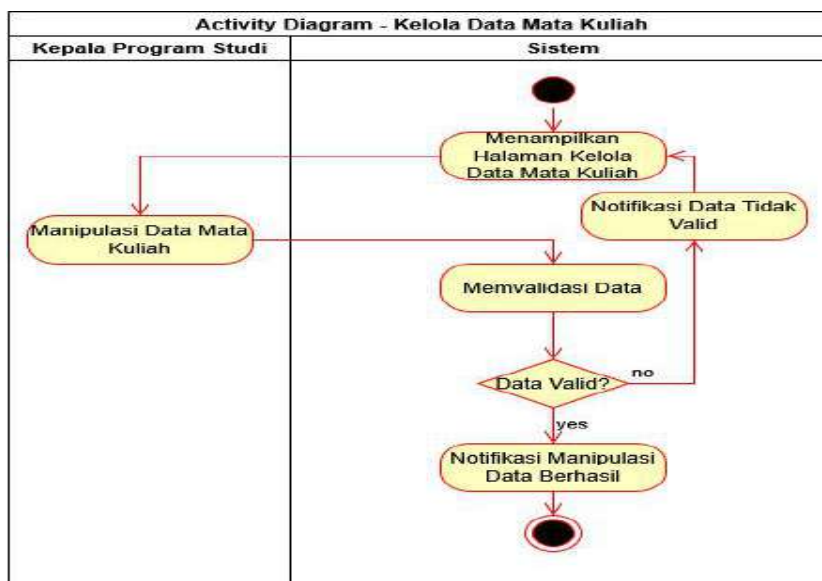 Activity Diagram - Kelola Data Mata Kuliah
Kepala Program Studi
Sistem
Menampilkan
Halaman Kelola
Data Mata Kuliah
Notifikasi Data Tidak
Valid
Manipulasi Data Mata
Kuliah
Memvalidasi Data
Data Valid?
no
yes
Notifikasi Manipulasi
Data Berhasil